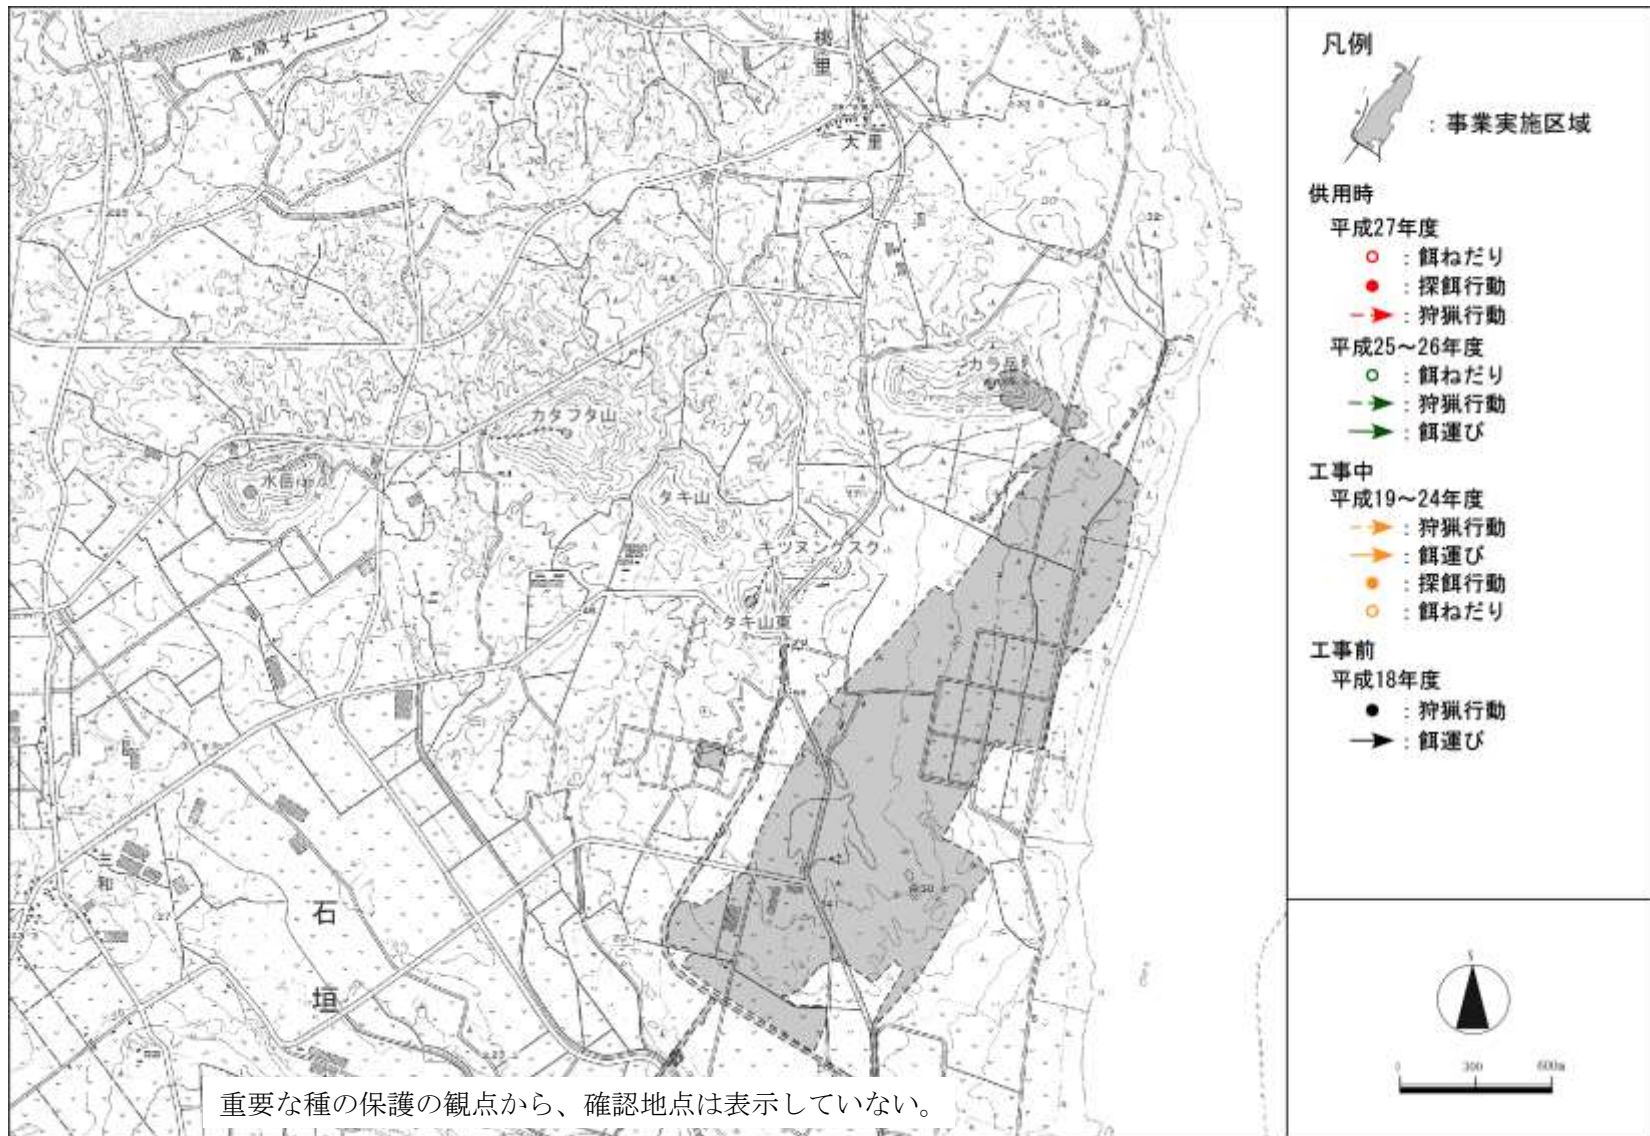 底原ダム
桃里
大里
カラ岳
カタフタ山
水岳
タキ山
キツヌングスク
タキ山東
三和
石垣
重要な種の保護の観点から、確認地点は表示していない。
凡例
：事業実施区域
供用時
平成27年度
：餌ねだり
：探餌行動
：狩猟行動
平成25～26年度
：餌ねだり
：狩猟行動
：餌運び
工事中
平成19～24年度
：狩猟行動
：餌運び
：探餌行動
：餌ねだり
工事前
平成18年度
：狩猟行動
：餌運び
0 300 600m